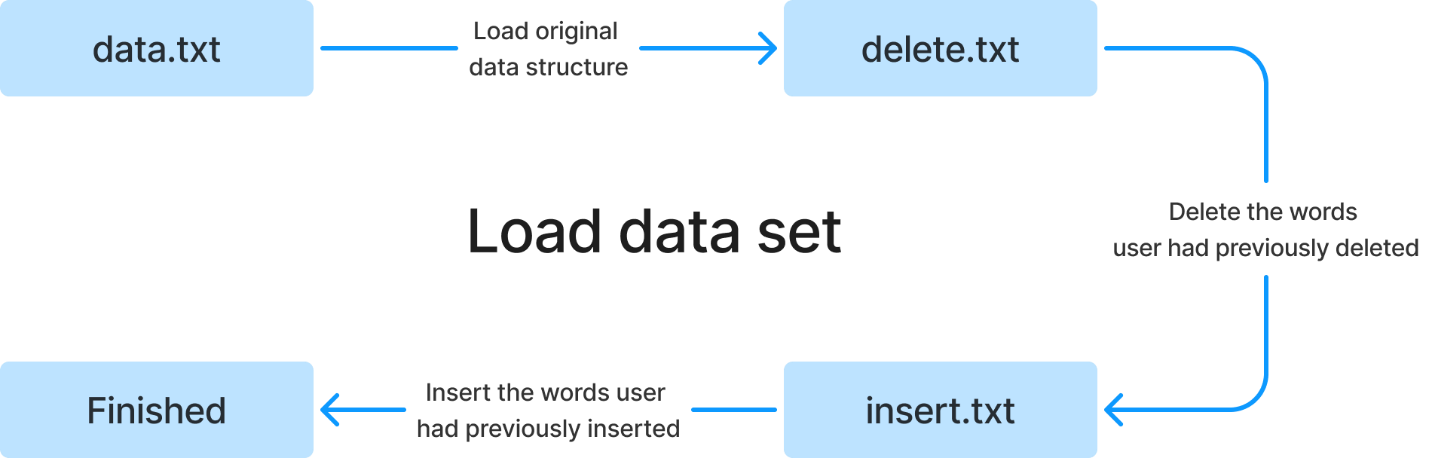 data.txt
Load original
data structure
delete.txt
Load data set
Delete the words
user had previously deleted
insert.txt
Insert the words user
had previously inserted
Finished